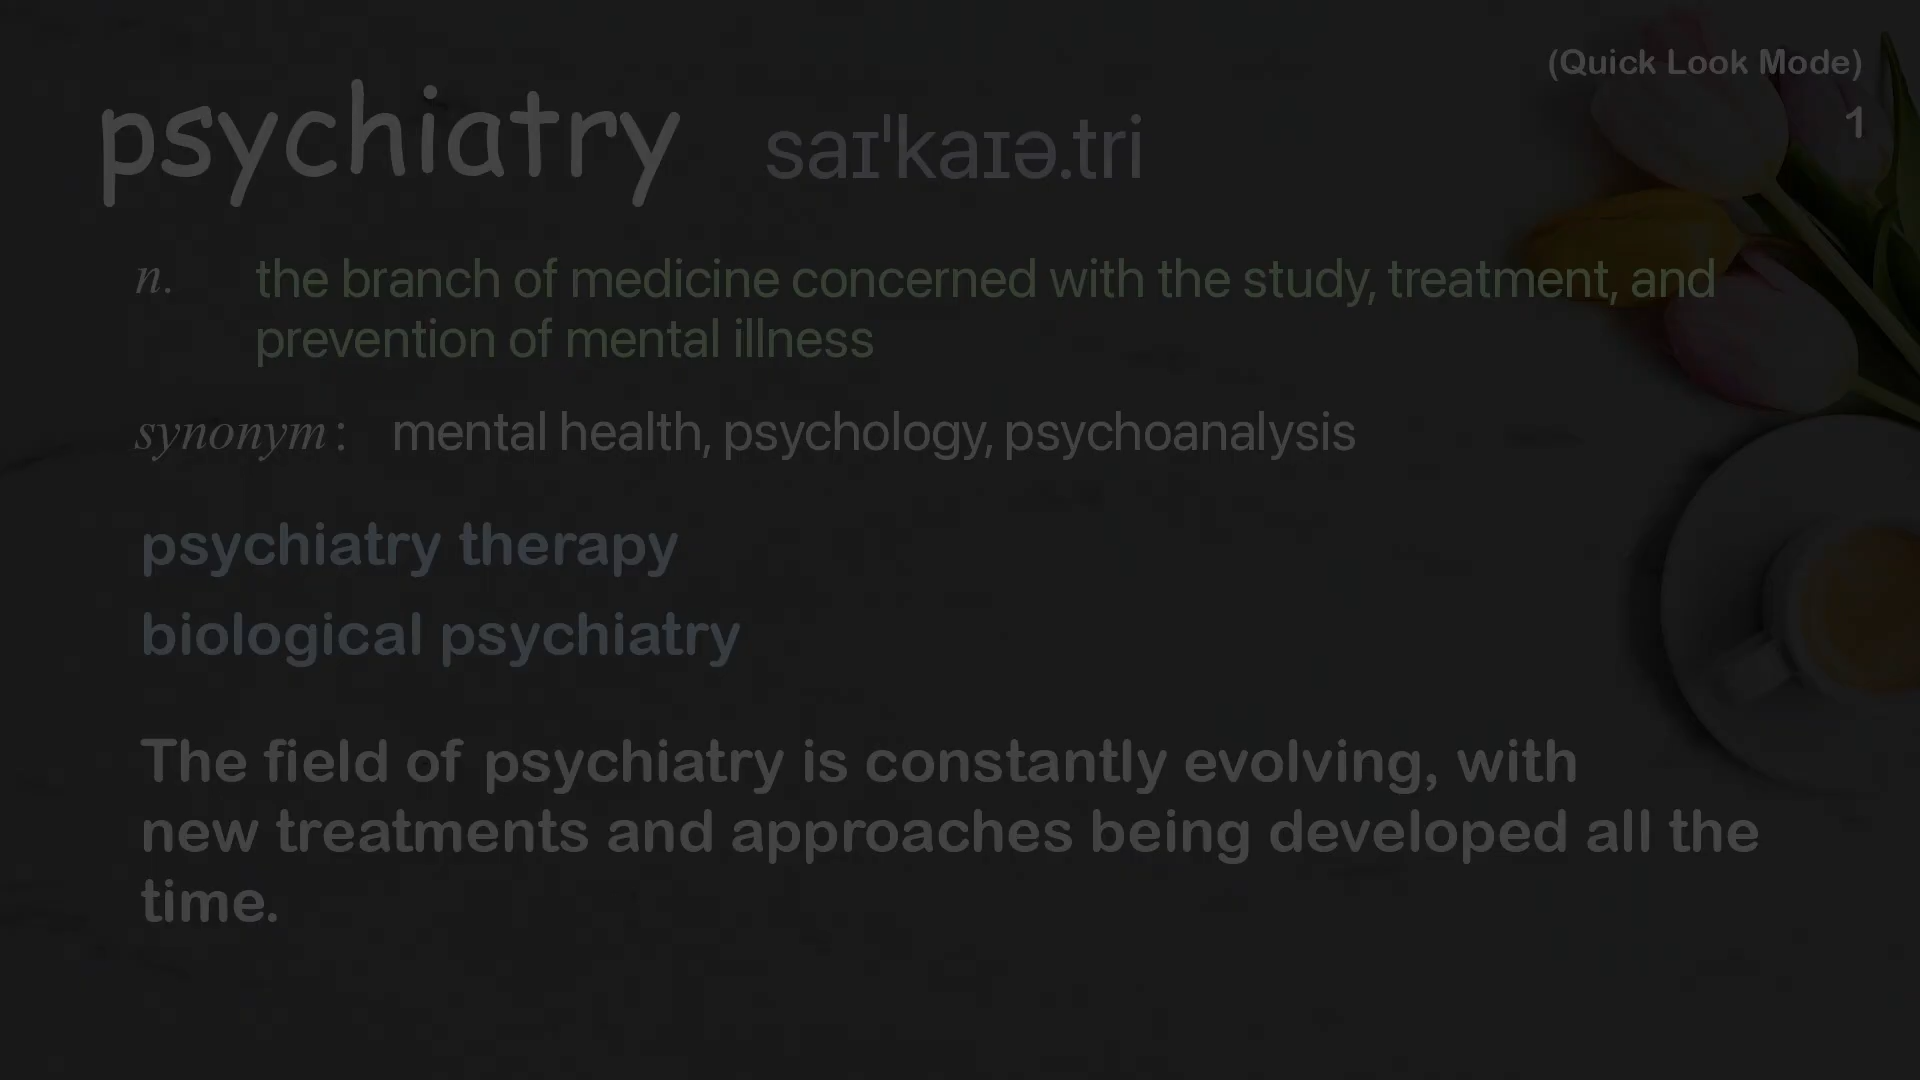 (Quick Look Mode)
1
psychiatry saɪˈkaɪə.tri
n. the branch of medicine concerned with the study, treatment, and
prevention of mental illness
synonym: mental health, psychology, psychoanalysis
psychiatry therapy
biological psychiatry
The field of psychiatry is constantly evolving, with
new treatments and approaches being developed all the
time.